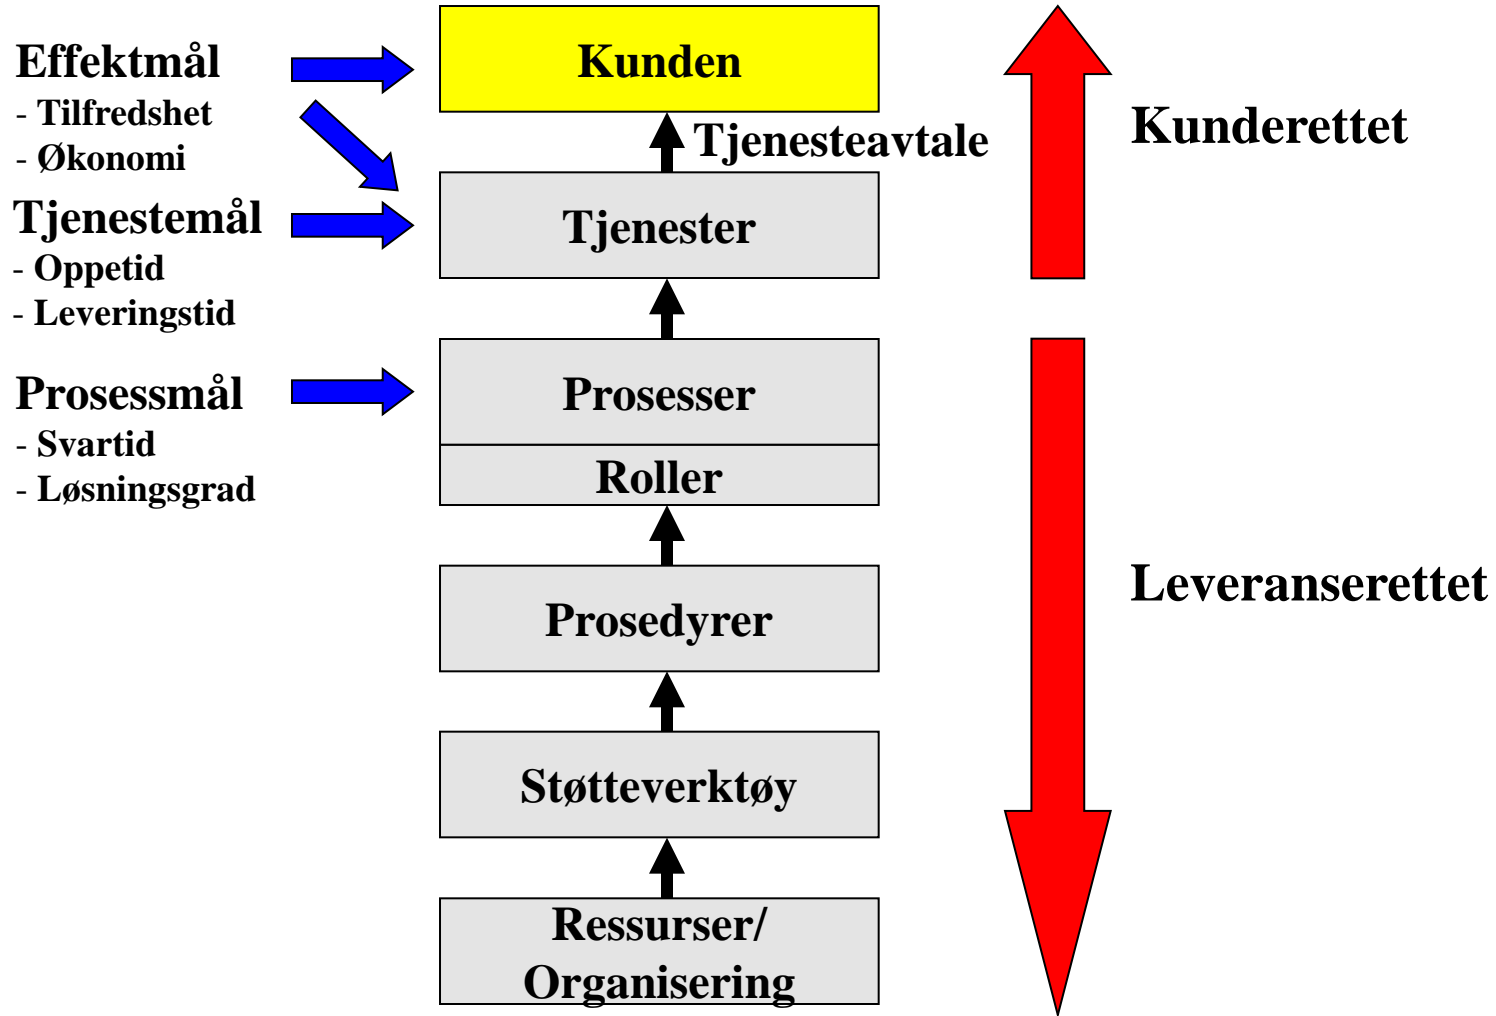 Effektmål
- Tilfredshet
- Økonomi
Tjenestemål
- Oppetid
- Leveringstid
Prosessmål
- Svartid
- Løsningsgrad
Kunden
Tjenesteavtale
Tjenester
Prosesser
Roller
Prosedyrer
Støtteverktøy
Ressurser/
Organisering
Kunderettet
Leveranserettet